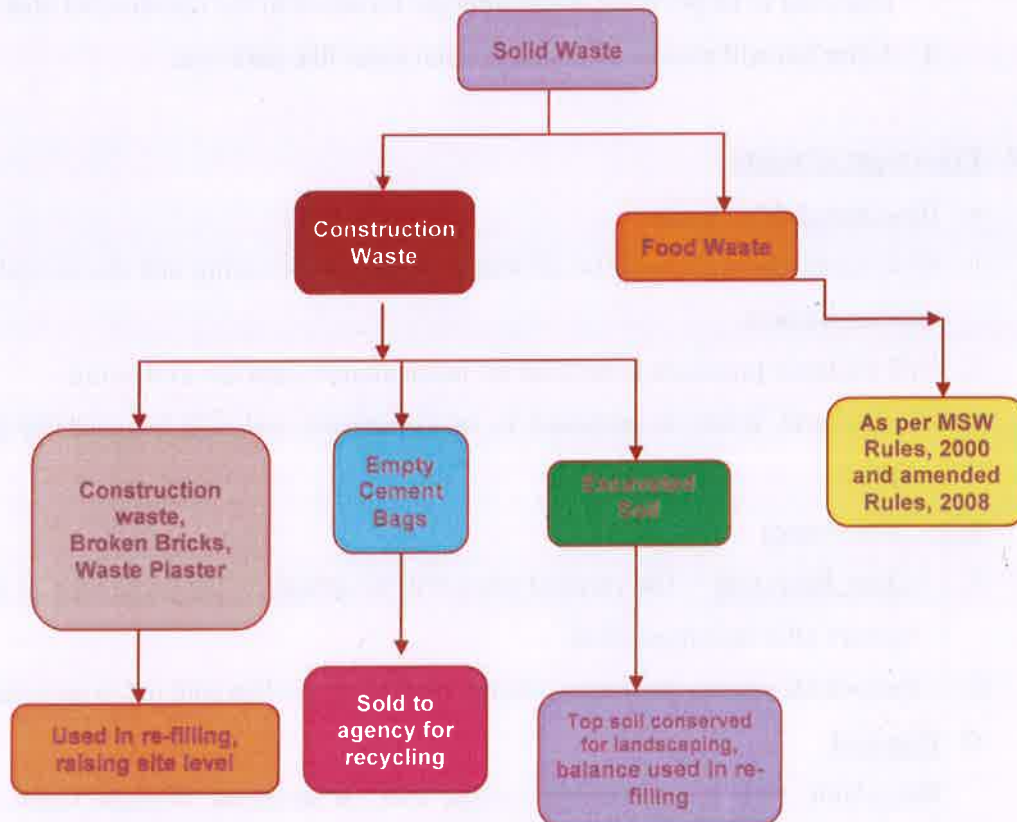 Solid Waste
Construction
Waste
Food Waste
Construction
waste,
Broken Bricks,
Waste Plaster
Empty
Cement
Bags
Excavated
Soil
As per MSW
Rules, 2000
and amended
Rules, 2008
Used in re-filling,
raising site level
Sold to
agency for
recycling
Top soil conserved
for landscaping,
balance used in re-
filling